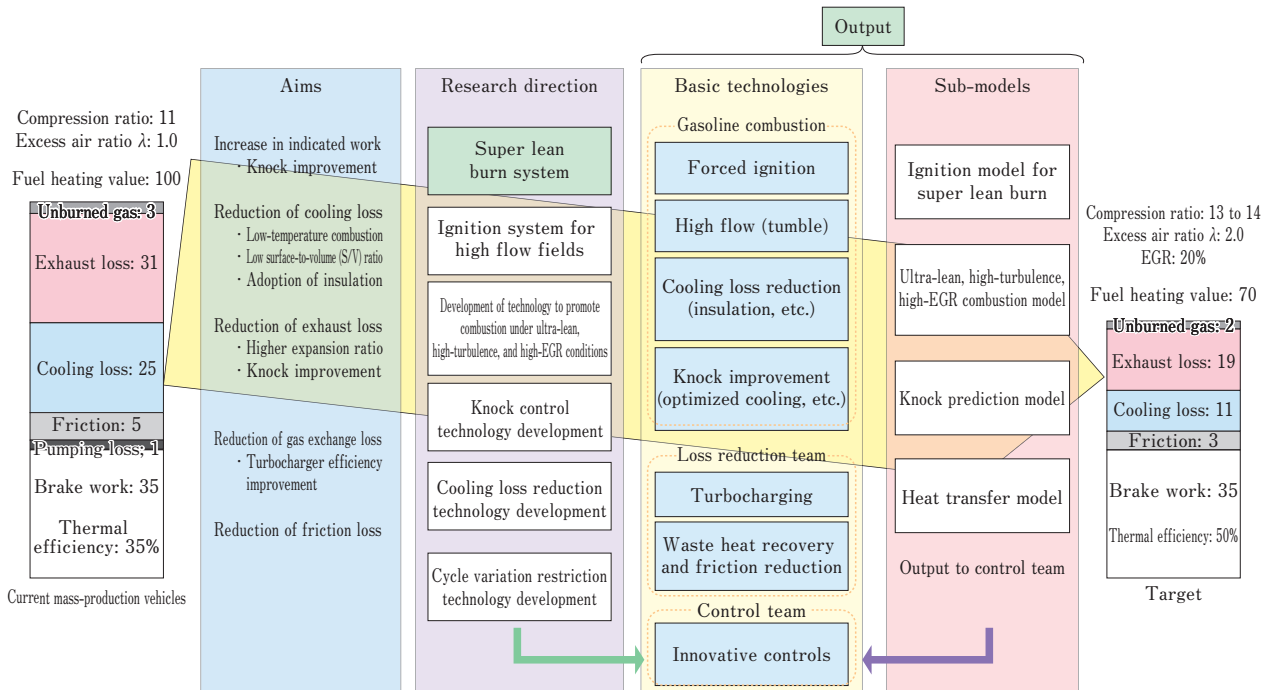 Output
Compression ratio: 11
Excess air ratio λ: 1.0
Fuel heating value: 100
Unburned gas: 3
Exhaust loss: 31
Cooling loss: 25
Friction: 5
Pumping loss; 1
Brake work: 35
Thermal
efficiency: 35%
Current mass-production vehicles
Aims
Increase in indicated work
・Knock improvement
Reduction of cooling loss
・Low-temperature combustion
・Low surface-to-volume (S/V) ratio
・Adoption of insulation
Reduction of exhaust loss
・Higher expansion ratio
・Knock improvement
Reduction of gas exchange loss
・Turbocharger efficiency
improvement
Reduction of friction loss
Research direction
Super lean
burn system
Ignition system for
high flow fields
Development of technology to promote
combustion under ultra-lean,
high-turbulence, and high-EGR conditions
Knock control
technology development
Cooling loss reduction
technology development
Cycle variation restriction
technology development
Basic technologies
Gasoline combustion
Forced ignition
High flow (tumble)
Cooling loss reduction
(insulation, etc.)
Knock improvement
(optimized cooling, etc.)
Loss reduction team
Turbocharging
Waste heat recovery
and friction reduction
Control team
Innovative controls
Sub-models
Ignition model for
super lean burn
Ultra-lean, high-turbulence,
high-EGR combustion model
Knock prediction model
Heat transfer model
Output to control team
Compression ratio: 13 to 14
Excess air ratio λ: 2.0
EGR: 20%
Fuel heating value: 70
Unburned gas: 2
Exhaust loss: 19
Cooling loss: 11
Friction: 3
Brake work: 35
Thermal efficiency: 50%
Target